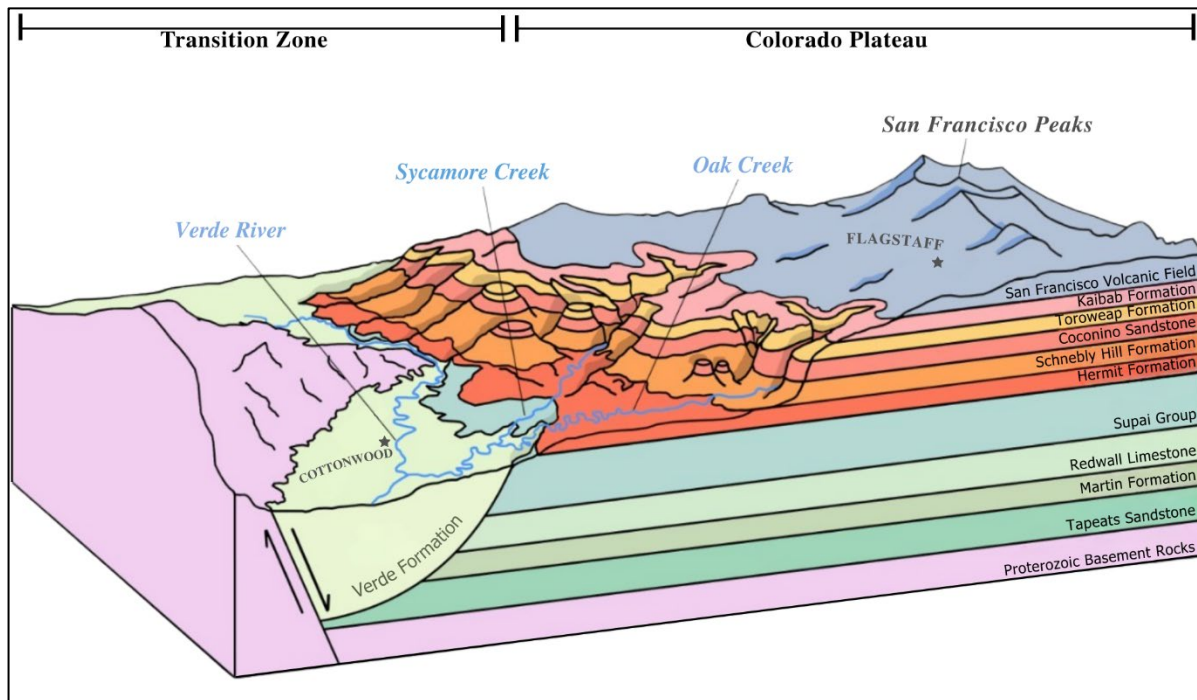 Transition Zone
Colorado Plateau
San Francisco Peaks
Sycamore Creek
Oak Creek
Verde River
FLAGSTAFF
San Francisco Volcanic Field
Kaibab Formation
Toroweap Formation
Coconino Sandstone
Schnebly Hill Formation
Hermit Formation
Supai Group
COTTONWOOD
Redwall Limestone
Martin Formation
Tapeats Sandstone
Verde Formation
Proterozoic Basement Rocks